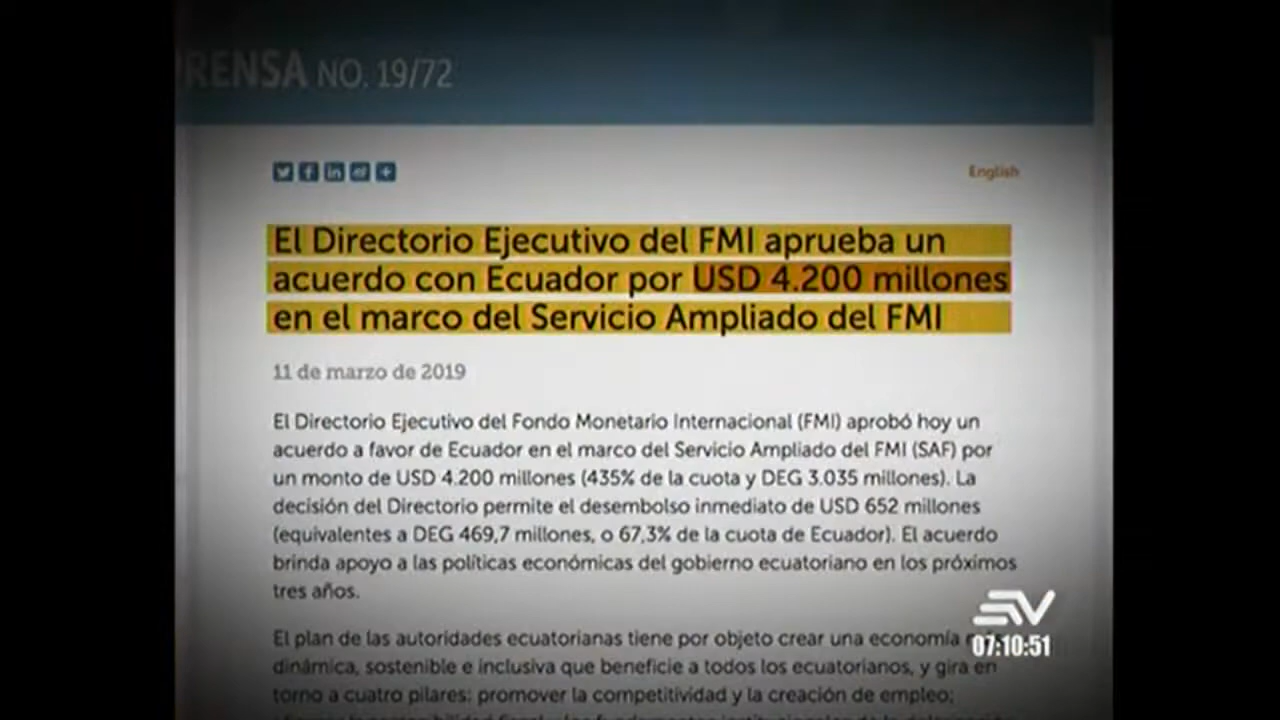 RENSA NO. 19/72
English
El Directorio Ejecutivo del FMI aprueba un
acuerdo con Ecuador por USD 4.200 millones
en el marco del Servicio Ampliado del FMI
11 de marzo de 2019
El Directorio Ejecutivo del Fondo Monetario Internacional (FMI) aprobó hoy un
acuerdo a favor de Ecuador en el marco del Servicio Ampliado del FMI (SAF) por
un monto de USD 4.200 millones (435% de la cuota y DEG 3.035 millones). La
decisión del Directorio permite el desembolso inmediato de USD 652 millones
(equivalentes a DEG 469,7 millones, o 67,3% de la cuota de Ecuador). El acuerdo
brinda apoyo a las políticas económicas del gobierno ecuatoriano en los próximos
tres años.
El plan de las autoridades ecuatorianas tiene por objeto crear una economía
dinámica, sostenible e inclusiva que beneficie a todos los ecuatorianos, y gira en
torno a cuatro pilares: promover la competitividad y la creación de empleo;
07:10:51